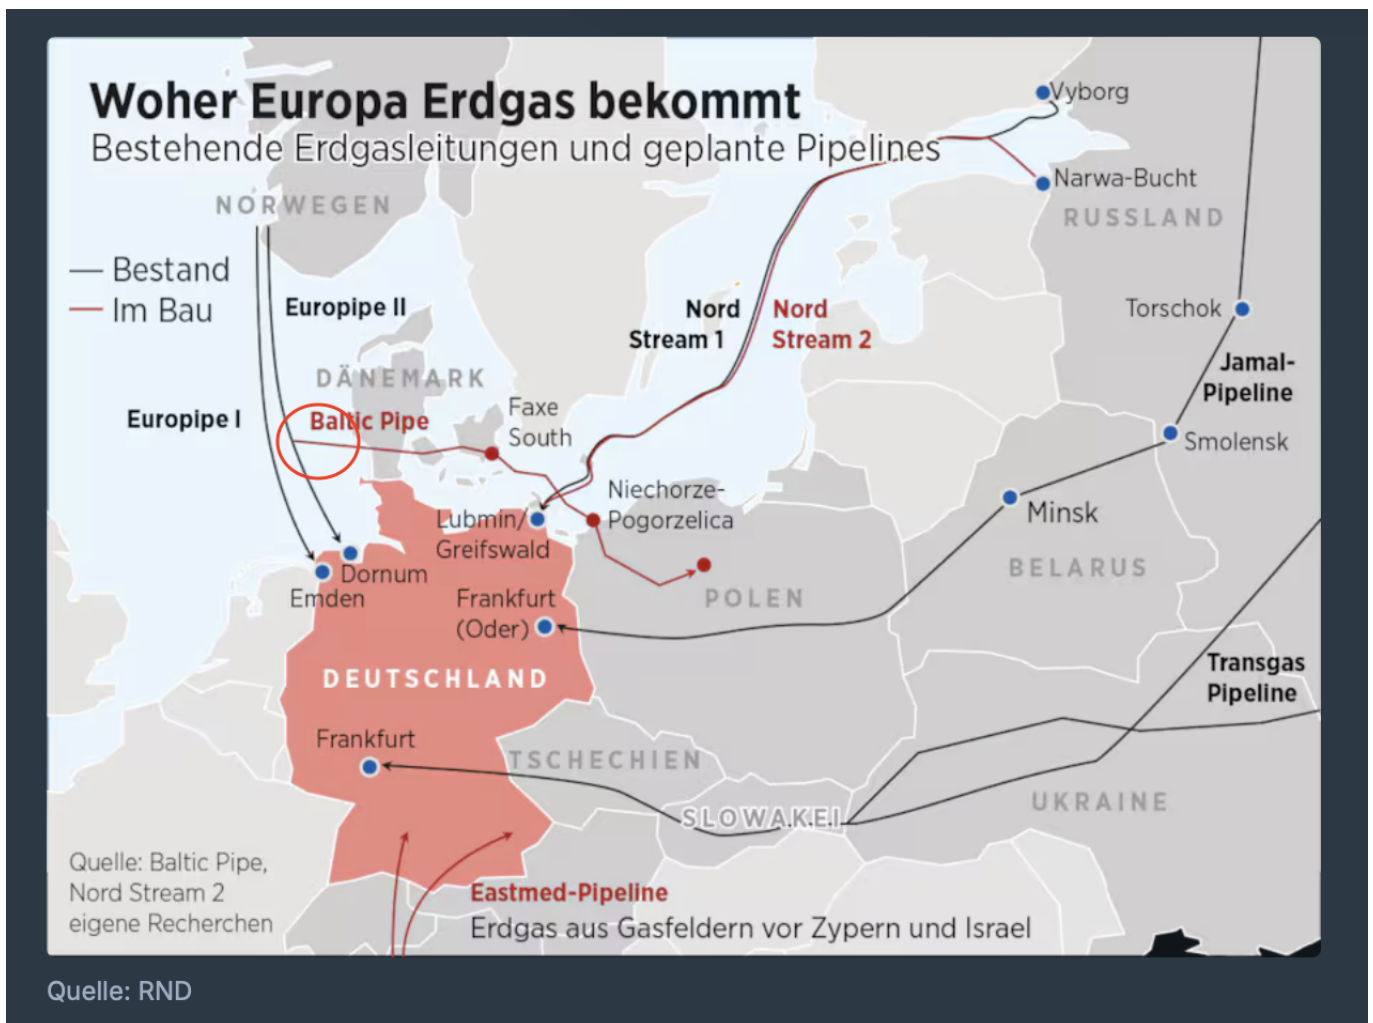 Woher Europa Erdgas bekommt
Bestehende Erdgasleitungen und geplante Pipelines
Vyborg
Narwa-Bucht
NORWEGEN
RUSSLAND
Bestand
Im Bau
Europipe II
Nord
Stream 1
Nord
Stream 2
Torschok
Jamal-
Pipeline
DÄNEMARK
Europipe I
Baltic Pipe
Faxe
South
Smolensk
Niechorze-
Pogorzelica
Minsk
Lubmin/
Greifswald
BELARUS
Dornum
Emden
Frankfurt
(Oder)
POLEN
DEUTSCHLAND
Transgas
Pipeline
Frankfurt
TSCHECHIEN
SLOWAKEI
UKRAINE
Quelle: Baltic Pipe,
Nord Stream 2
eigene Recherchen
Eastmed-Pipeline
Erdgas aus Gasfeldern vor Zypern und Israel
Quelle: RND